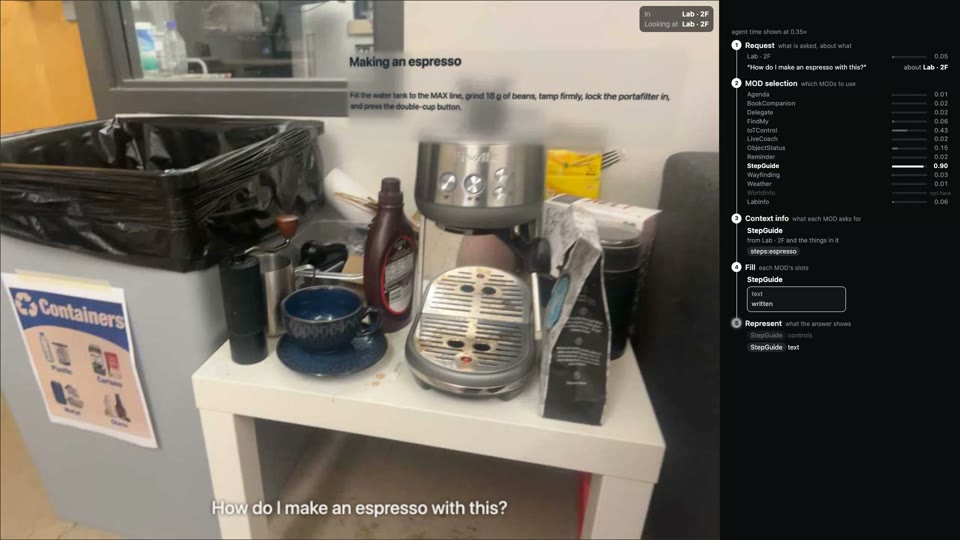 In Lab · 2F
Looking at Lab · 2F
Making an espresso
Fill the water tank to the MAX line, grind 18 g of beans, tamp firmly, lock the portafilter in,
and press the double-cup button.
Containers
Plastic
Cartons
Metal
Glass
How do I make an espresso with this?
agent time shown at 0.35×
1 Request what is asked, about what
Lab · 2F 0.05
“How do I make an espresso with this?” about Lab · 2F
2 MOD selection which MODs to use
Agenda 0.01
BookCompanion 0.02
Delegate 0.02
FindMy 0.06
IoTControl 0.43
LiveCoach 0.02
ObjectStatus 0.15
Reminder 0.02
StepGuide 0.90
Wayfinding 0.03
Weather 0.01
WorldInfo not here
LabInfo 0.06
3 Context info what each MOD asks for
StepGuide
from Lab · 2F and the things in it
steps:espresso
4 Fill each MOD's slots
StepGuide
text
written
5 Represent what the answer shows
StepGuide controls
StepGuide text